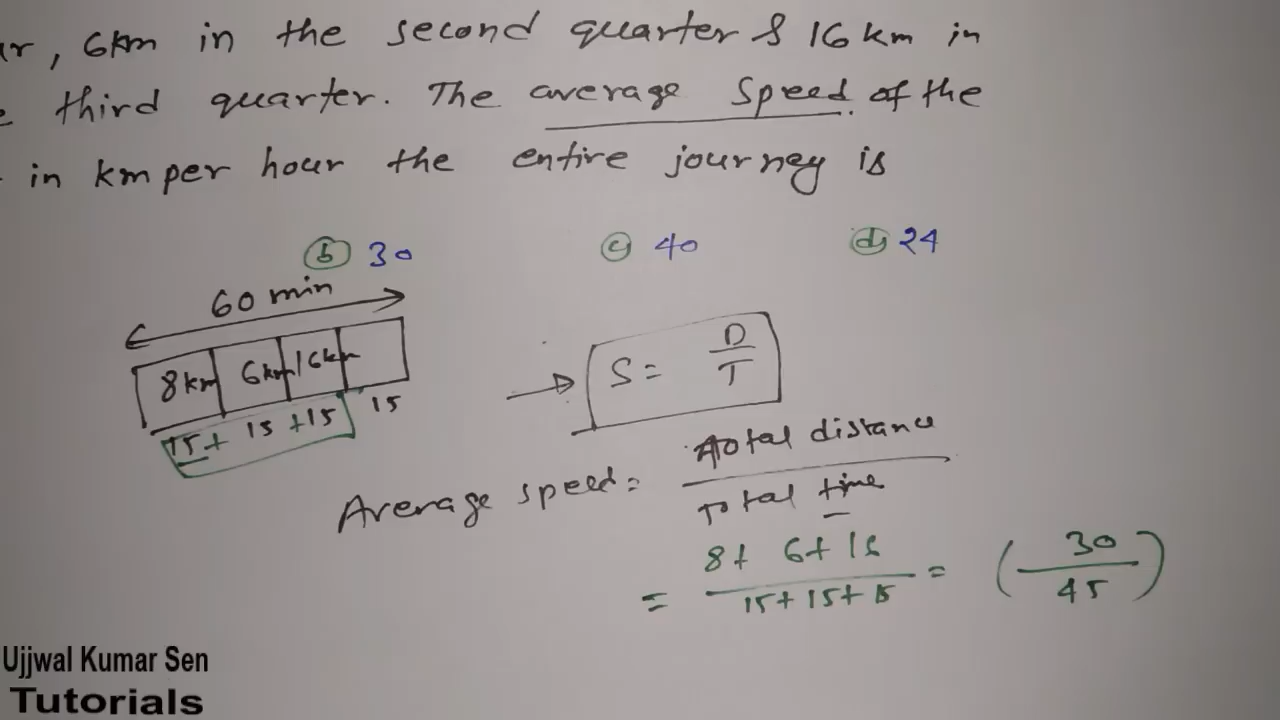 , 6km in the second quarter & 16 km in
third quarter. The average speed of the
in km per hour the entire journey is
(b) 30 (c) 40 (d) 24
60 min
8km 6km 16km
15+ 15 +15 15
S = D/T
Average speed = Total distance
Total time
= 8+ 6+ 16 = ( 30 )
15+15+15 45
Ujjwal Kumar Sen
Tutorials